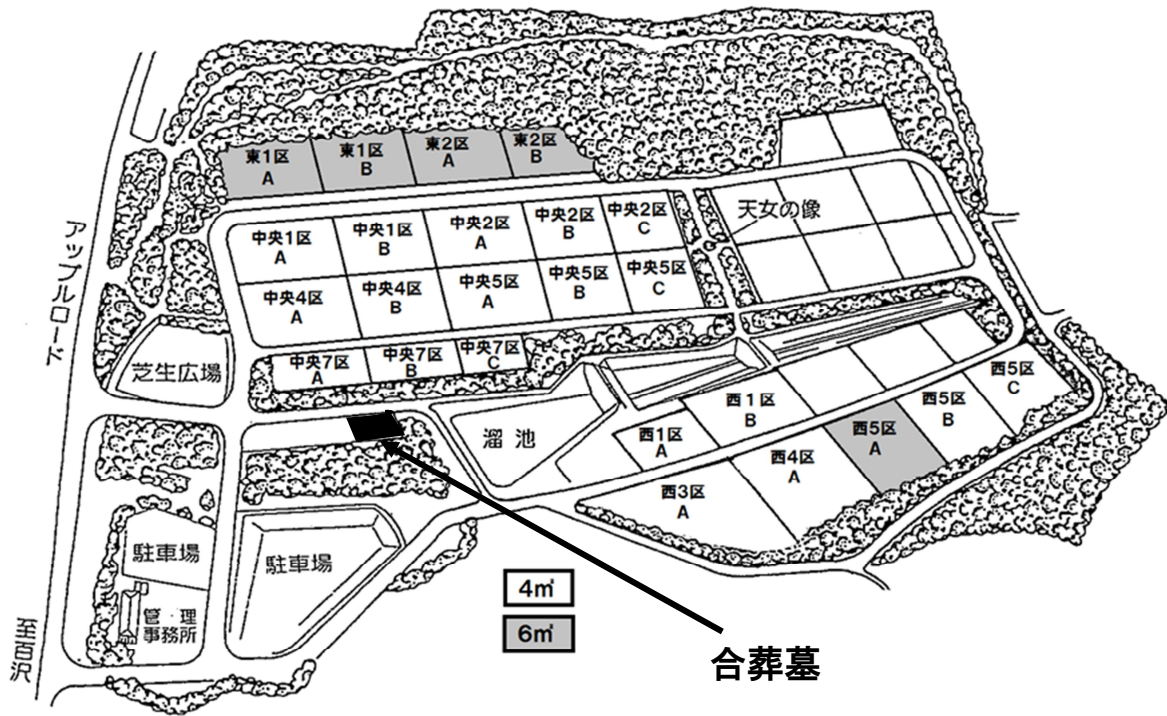 東1区
A
東1区
B
東2区
A
東2区
B
中央1区
A
中央1区
B
中央2区
A
中央2区
B
中央2区
C
天女の像
中央4区
A
中央4区
B
中央5区
A
中央5区
B
中央5区
C
アップルロード
芝生広場
中央7区
A
中央7区
B
中央7区
C
溜池
西1区
A
西1区
B
西3区
A
西4区
A
西5区
A
西5区
B
西5区
C
駐車場
駐車場
管理
事務所
至百沢
4㎡
6㎡
合葬墓